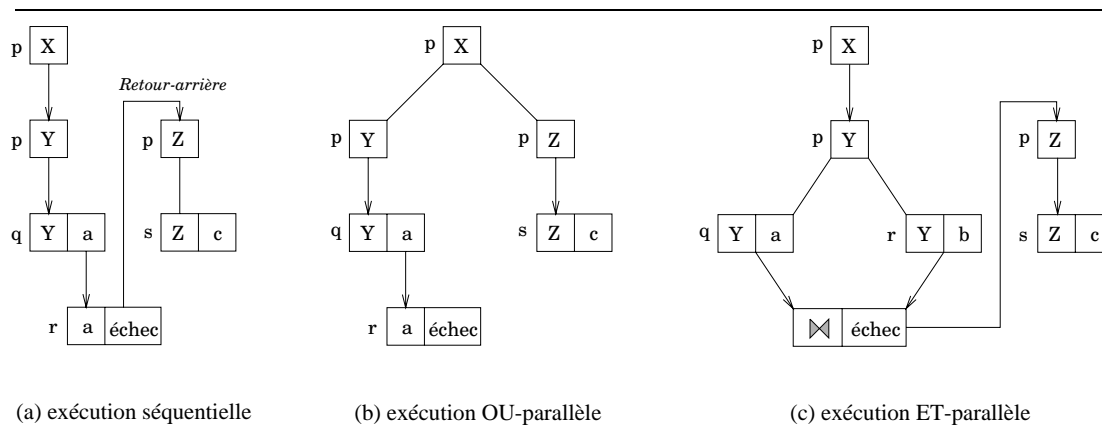 p X
Retour-arrière
p Y
p Z
q Y a
s Z c
r a échec
(a) exécution séquentielle
p X
p Y
p Z
q Y a
s Z c
r a échec
(b) exécution OU-parallèle
p X
p Y
p Z
q Y a
r Y b
s Z c
échec
(c) exécution ET-parallèle